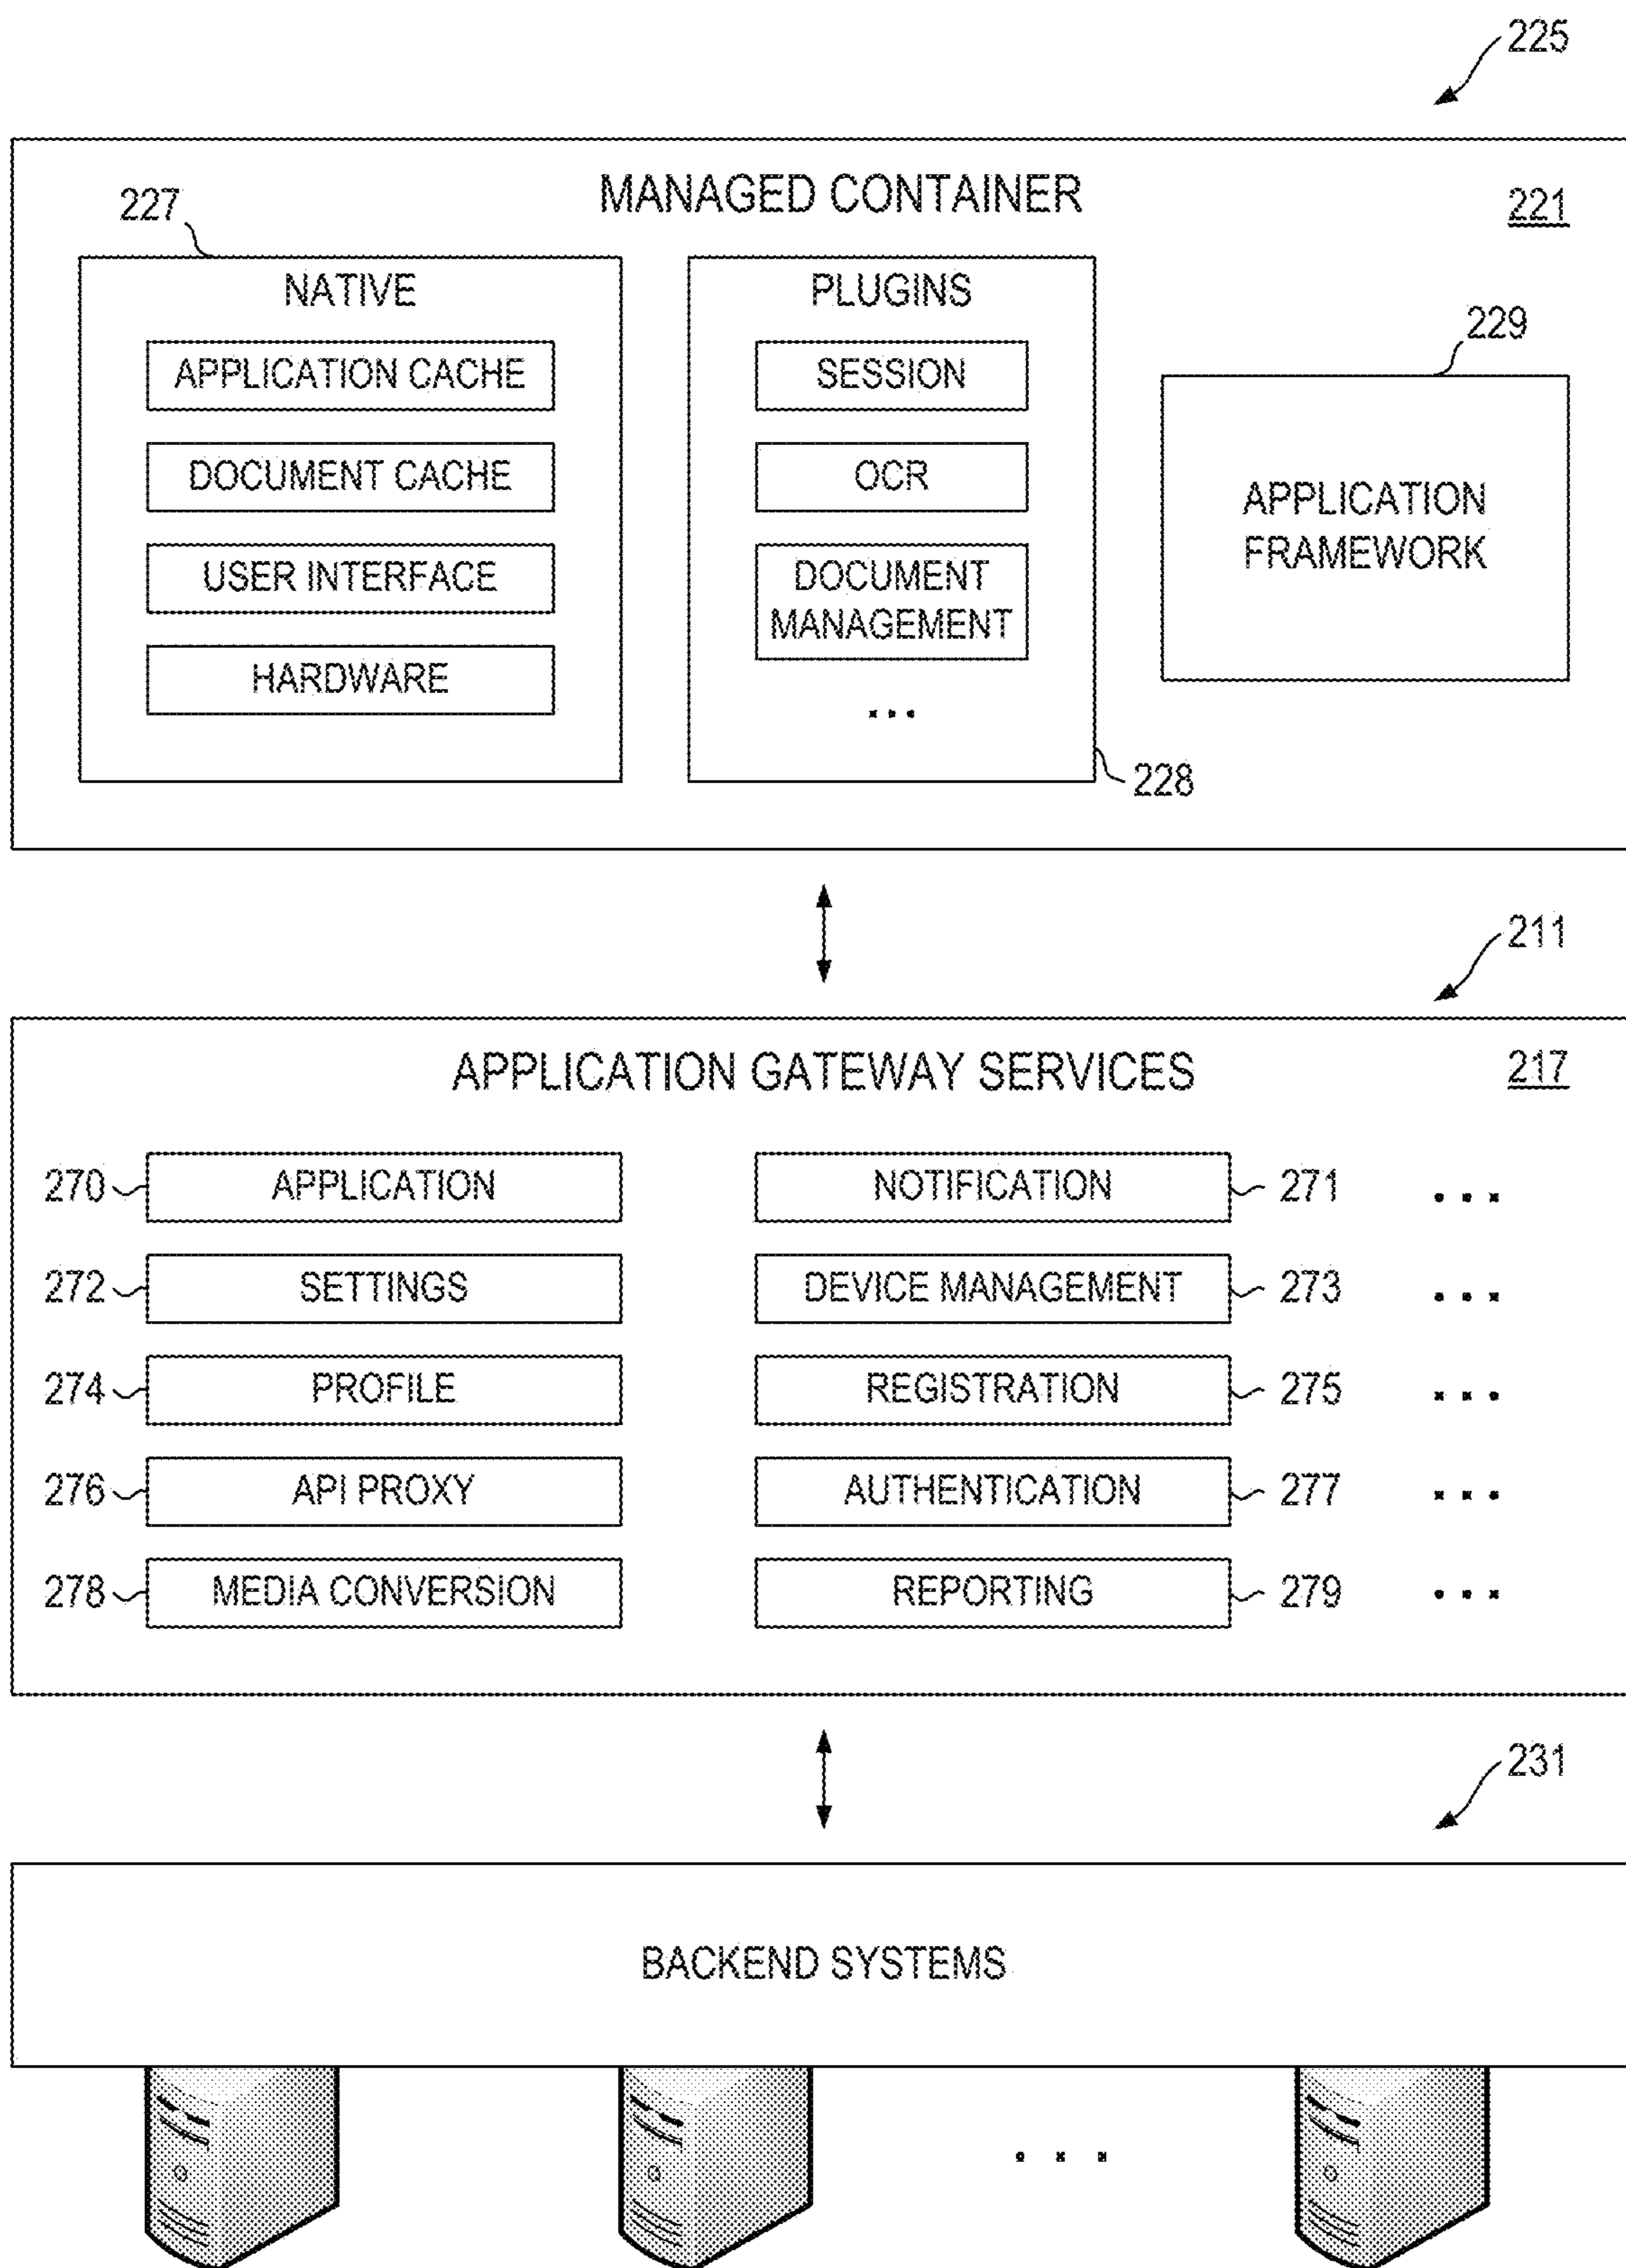 225
MANAGED CONTAINER
221
227
NATIVE
APPLICATION CACHE
DOCUMENT CACHE
USER INTERFACE
HARDWARE
PLUGINS
SESSION
OCR
DOCUMENT
MANAGEMENT
...
228
229
APPLICATION
FRAMEWORK
211
APPLICATION GATEWAY SERVICES
217
270 APPLICATION NOTIFICATION 271 ...
272 SETTINGS DEVICE MANAGEMENT 273 ...
274 PROFILE REGISTRATION 275 ...
276 API PROXY AUTHENTICATION 277 ...
278 MEDIA CONVERSION REPORTING 279 ...
231
BACKEND SYSTEMS
...